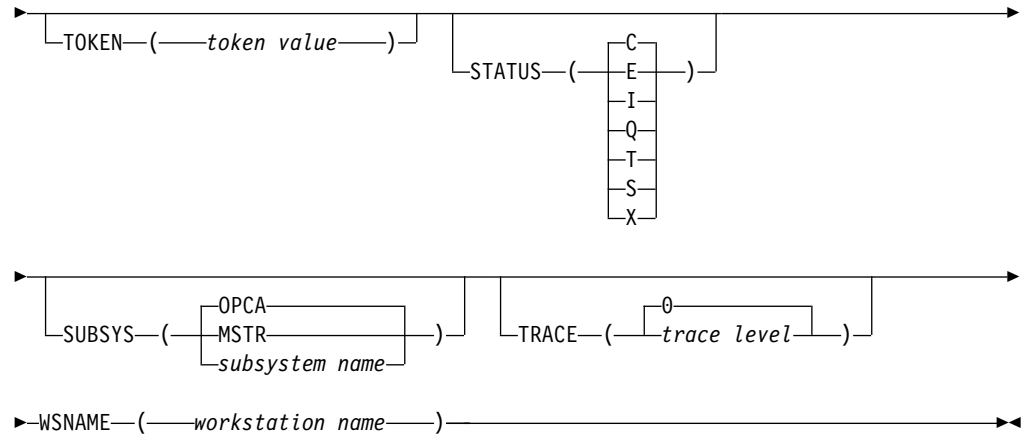 TOKEN ( token value )
STATUS ( C )
E
I
Q
T
S
X
SUBSYS ( OPCA )
MSTR
subsystem name
TRACE ( 0 )
trace level
WSNAME ( workstation name )